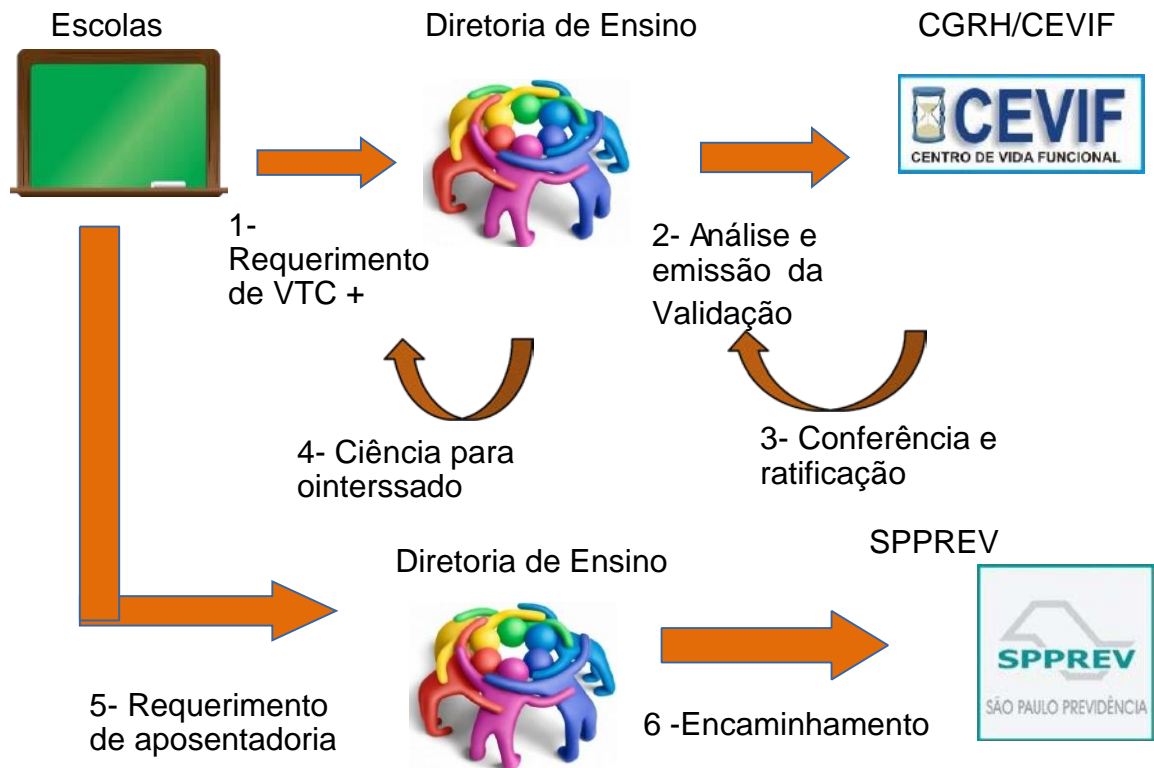 Escolas
Diretoria de Ensino
CGRH/CEVIF
CEVIF
CENTRO DE VIDA FUNCIONAL
1-
Requerimento
de VTC +
2- Análise e
emissão da
Validação
3- Conferência e
ratificação
4- Ciência para
ointerssado
Diretoria de Ensino
SPPREV
SPPREV
SÃO PAULO PREVIDÊNCIA
5- Requerimento
de aposentadoria
6 -Encaminhamento